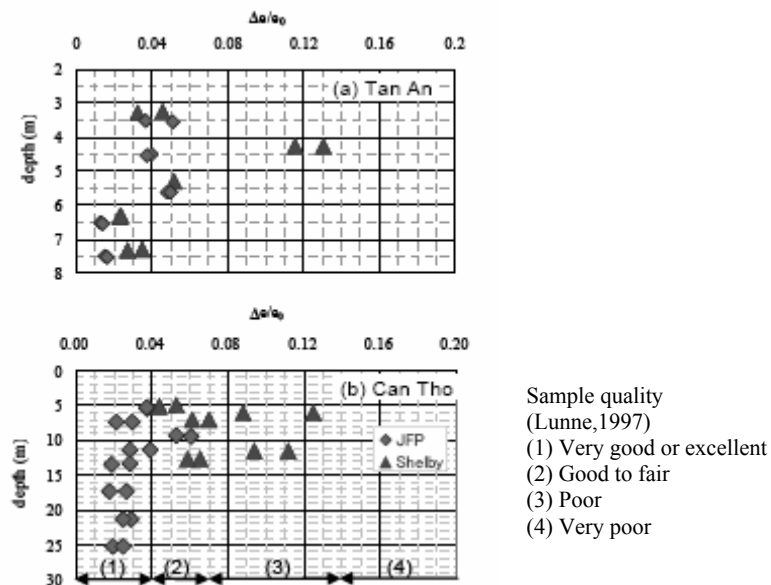 Δe/e₀
0 0.04 0.08 0.12 0.16 0.2
2
3
4
5
6
7
8
depth (m)
(a) Tan An
Δe/e₀
0.00 0.04 0.08 0.12 0.16 0.20
0
5
10
15
20
25
30
depth (m)
(b) Can Tho
JFP
Shelby
(1) (2) (3) (4)
Sample quality
(Lunne,1997)
(1) Very good or excellent
(2) Good to fair
(3) Poor
(4) Very poor